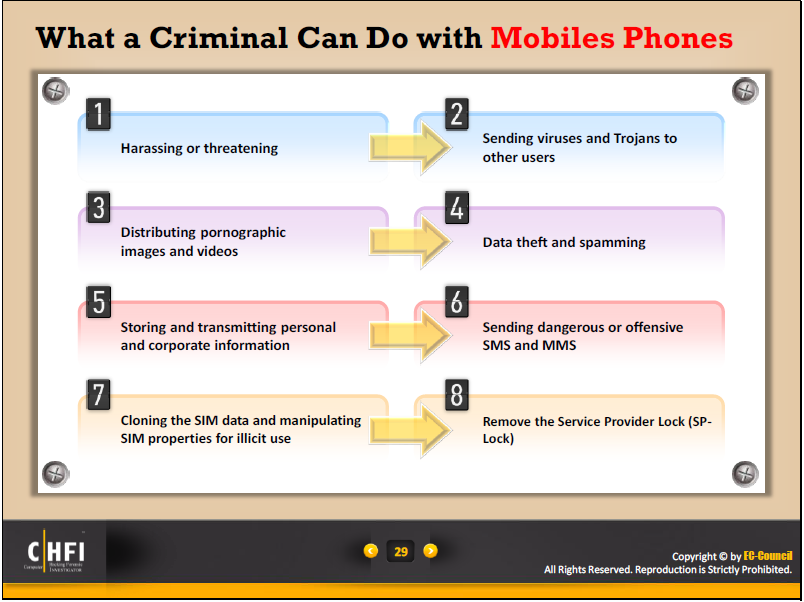 What a Criminal Can Do with Mobiles Phones
1
Harassing or threatening
2
Sending viruses and Trojans to
other users
3
Distributing pornographic
images and videos
4
Data theft and spamming
5
Storing and transmitting personal
and corporate information
6
Sending dangerous or offensive
SMS and MMS
7
Cloning the SIM data and manipulating
SIM properties for illicit use
8
Remove the Service Provider Lock (SP-
Lock)
CHFI
Computer Hacking Forensic
INVESTIGATOR
29
Copyright © by EC-Council
All Rights Reserved. Reproduction is Strictly Prohibited.